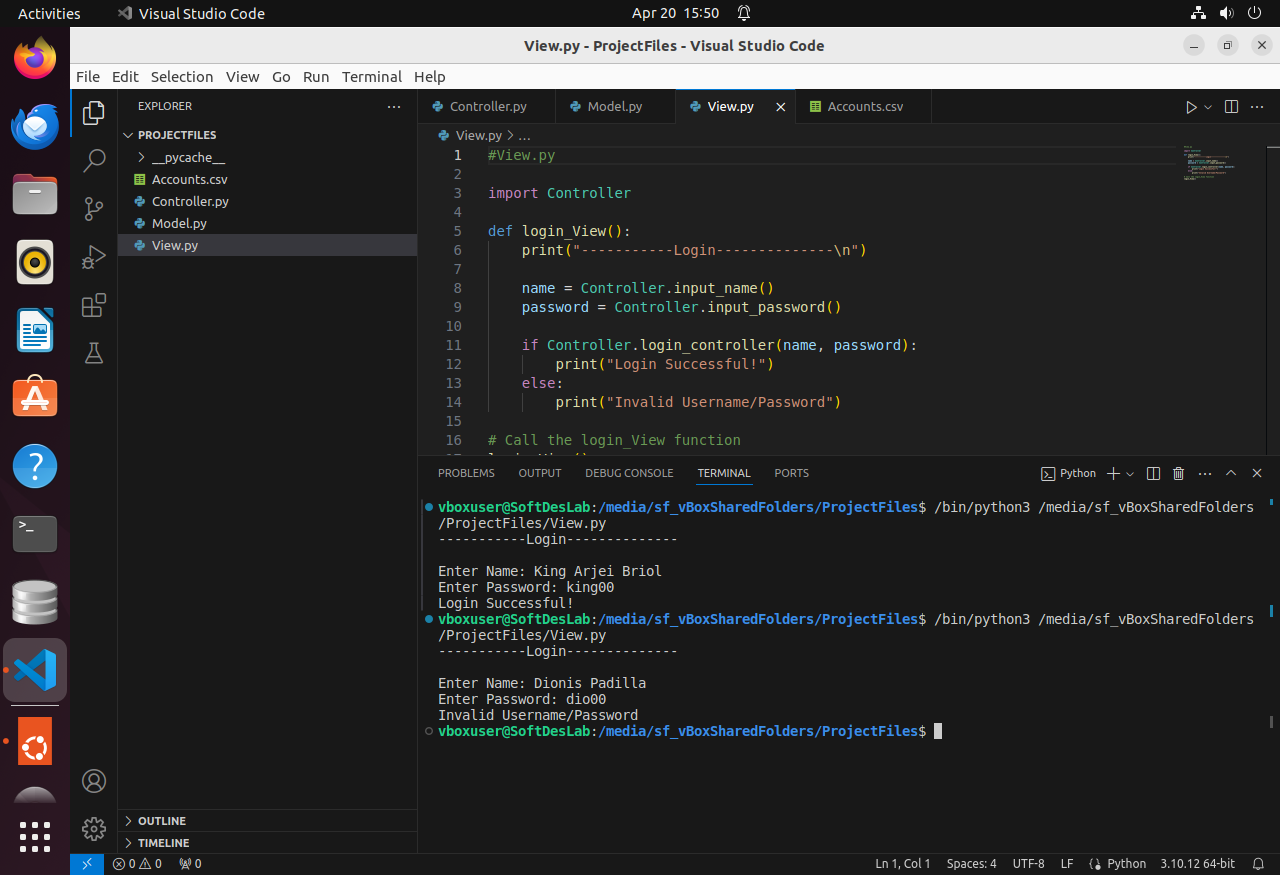 Activities Visual Studio Code Apr 20 15:50
View.py - ProjectFiles - Visual Studio Code
File Edit Selection View Go Run Terminal Help
EXPLORER
PROJECTFILES
__pycache__
Accounts.csv
Controller.py
Model.py
View.py
OUTLINE
TIMELINE
Controller.py Model.py View.py Accounts.csv
View.py > ...
1 #View.py
2
3 import Controller
4
5 def login_View():
6 print("-----------Login--------------\n")
7
8 name = Controller.input_name()
9 password = Controller.input_password()
10
11 if Controller.login_controller(name, password):
12 print("Login Successful!")
13 else:
14 print("Invalid Username/Password")
15
16 # Call the login_View function
PROBLEMS OUTPUT DEBUG CONSOLE TERMINAL PORTS Python
vboxuser@SoftDesLab:/media/sf_vBoxSharedFolders/ProjectFiles$ /bin/python3 /media/sf_vBoxSharedFolders
/ProjectFiles/View.py
-----------Login--------------
Enter Name: King Arjei Briol
Enter Password: king00
Login Successful!
vboxuser@SoftDesLab:/media/sf_vBoxSharedFolders/ProjectFiles$ /bin/python3 /media/sf_vBoxSharedFolders
/ProjectFiles/View.py
-----------Login--------------
Enter Name: Dionis Padilla
Enter Password: dio00
Invalid Username/Password
vboxuser@SoftDesLab:/media/sf_vBoxSharedFolders/ProjectFiles$
0 0 0 Ln 1, Col 1 Spaces: 4 UTF-8 LF Python 3.10.12 64-bit